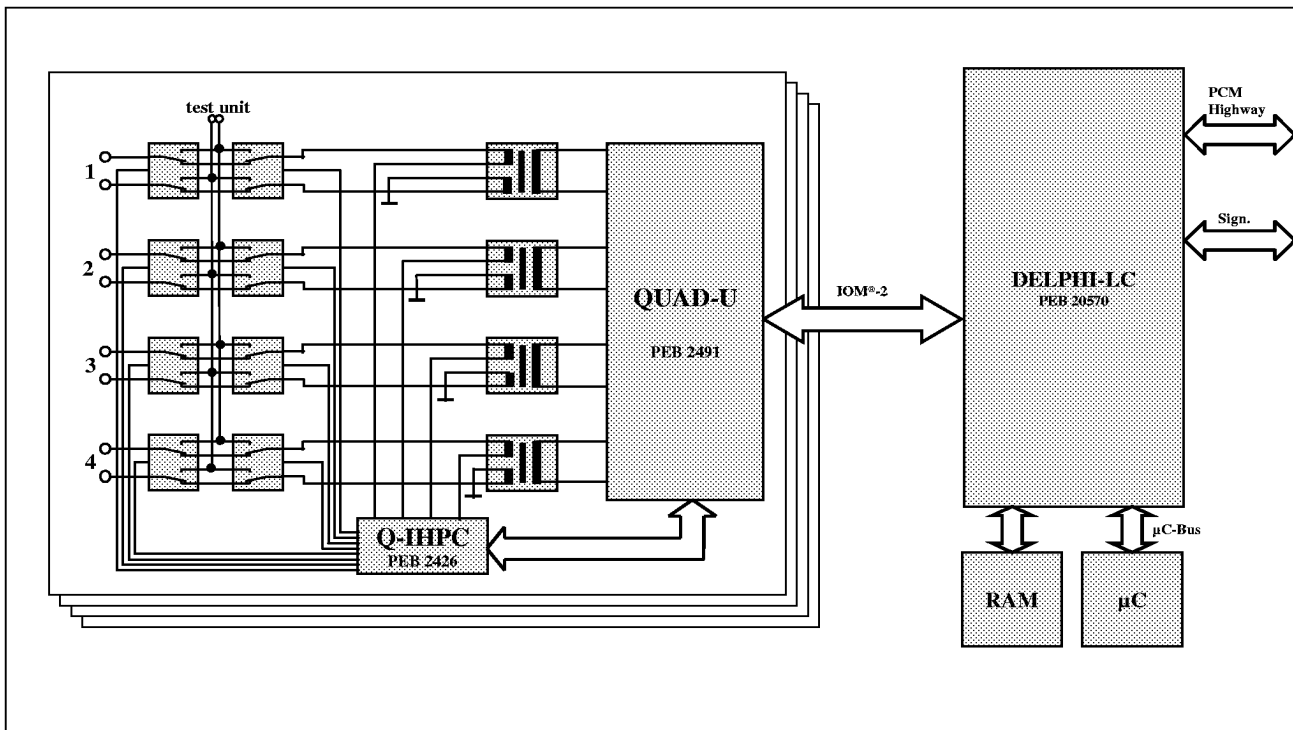 test unit
1
2
3
4
QUAD-U
PEB 2491
Q-IHPC
PEB 2426
IOM®-2
DELPHI-LC
PEB 20570
PCM
Highway
Sign.
µC-Bus
RAM
µC